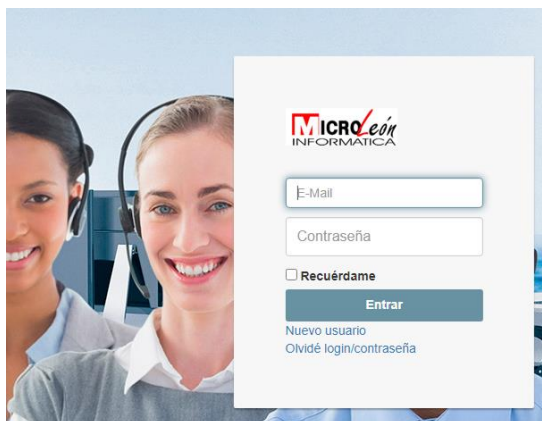 MICROLeón
INFORMATICA
E-Mail
Contraseña
Recuérdame
Entrar
Nuevo usuario
Olvidé login/contraseña